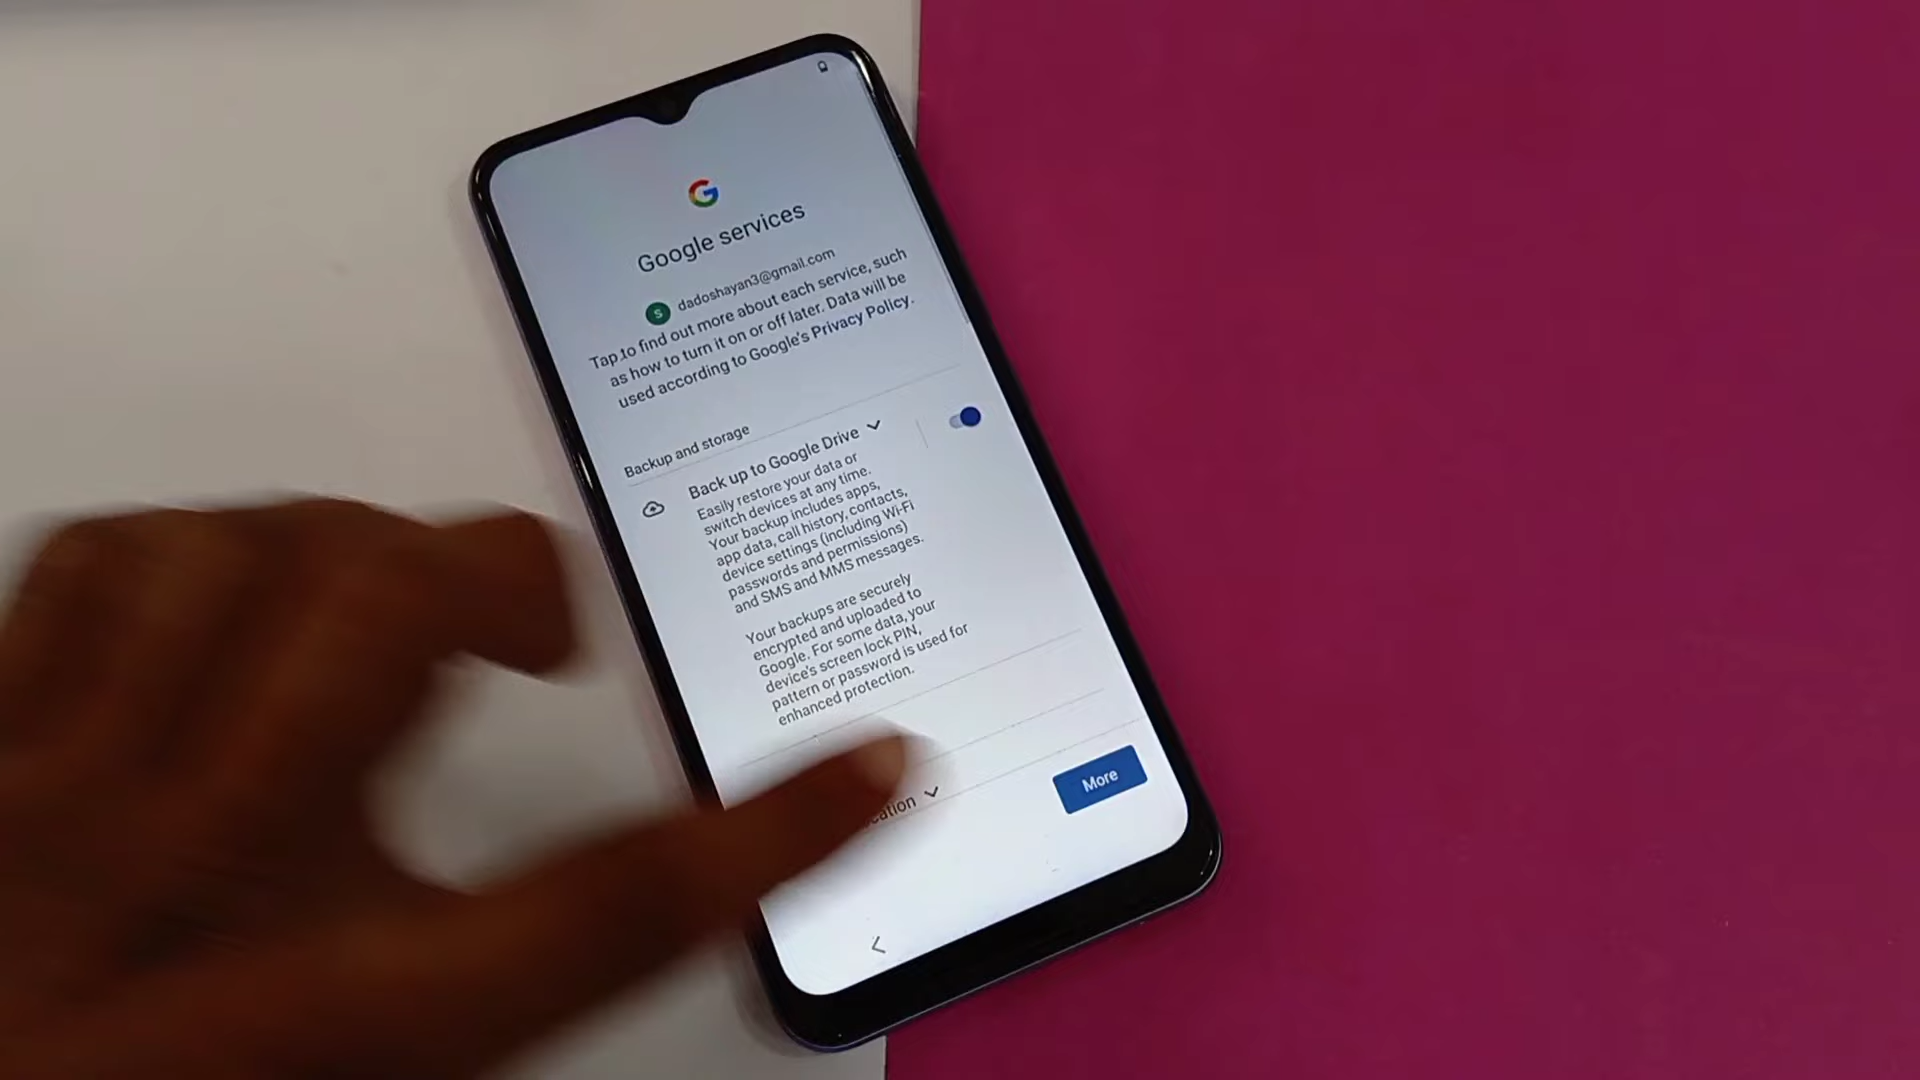 Google services
S dadoshayan3@gmail.com
Tap to find out more about each service, such
as how to turn it on or off later. Data will be
used according to Google's Privacy Policy.
Backup and storage
Back up to Google Drive
Easily restore your data or
switch devices at any time.
Your backup includes apps,
app data, call history, contacts,
device settings (including Wi-Fi
passwords and permissions)
and SMS and MMS messages.
Your backups are securely
encrypted and uploaded to
Google. For some data, your
device's screen lock PIN,
pattern or password is used for
enhanced protection.
More